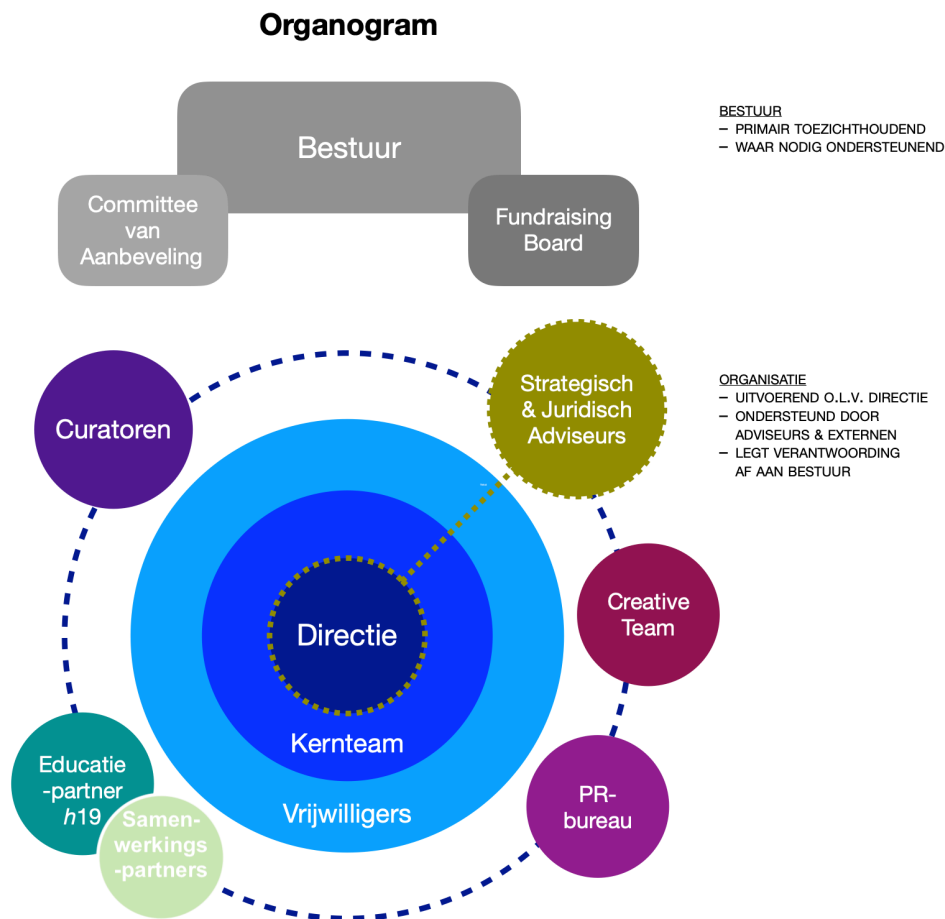 Organogram
Bestuur
Committee
van
Aanbeveling
Fundraising
Board
BESTUUR
– PRIMAIR TOEZICHTHOUDEND
– WAAR NODIG ONDERSTEUNEND
Curatoren
Strategisch
& Juridisch
Adviseurs
ORGANISATIE
– UITVOEREND O.L.V. DIRECTIE
– ONDERSTEUND DOOR
ADVISEURS & EXTERNEN
– LEGT VERANTWOORDING
AF AAN BESTUUR
Creative
Team
Directie
Kernteam
Vrijwilligers
Educatie
-partner
h19
Samen-
werkings
-partners
PR-
bureau